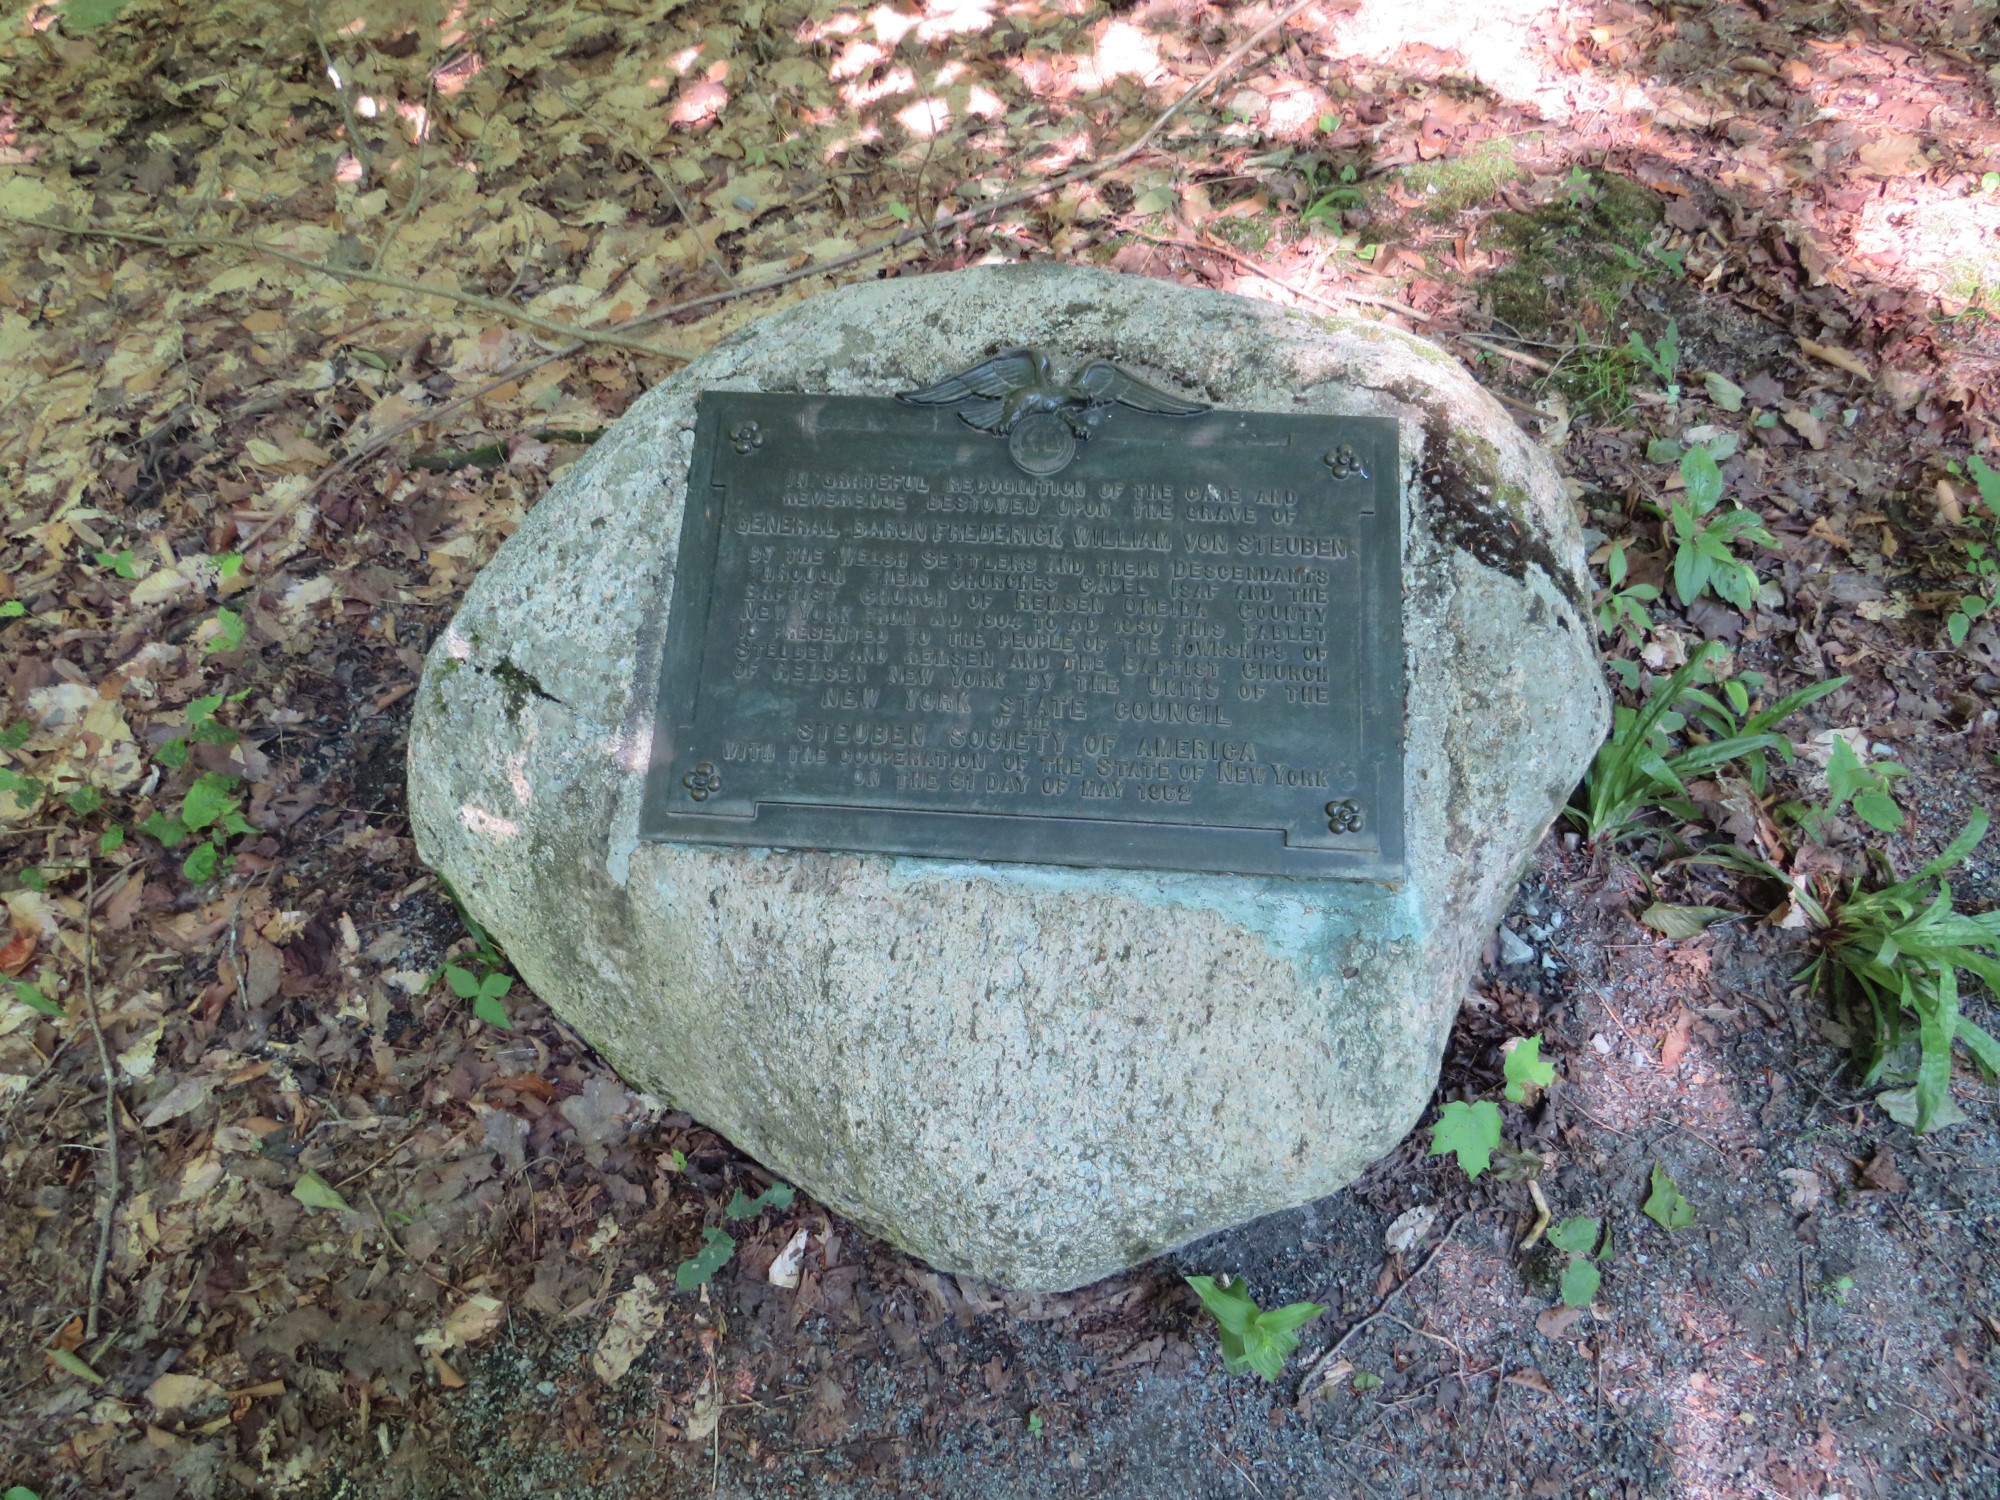 IN GRATEFUL RECOGNITION OF THE CARE AND
REVERENCE BESTOWED UPON THE GRAVE OF
GENERAL BARON FREDERICK WILLIAM VON STEUBEN
BY THE WELSH SETTLERS AND THEIR DESCENDANTS
THROUGH THEIR CHURCHES CAPEL ISAF AND THE
BAPTIST CHURCH OF REMSEN ONEIDA COUNTY
NEW YORK FROM AD 1804 TO AD 1930 THIS TABLET
IS PRESENTED TO THE PEOPLE OF THE TOWNSHIPS OF
STEUBEN AND REMSEN AND THE BAPTIST CHURCH
OF REMSEN NEW YORK BY THE UNITS OF THE
NEW YORK STATE COUNCIL
OF THE
STEUBEN SOCIETY OF AMERICA
WITH THE COOPERATION OF THE STATE OF NEW YORK
ON THE 31 DAY OF MAY